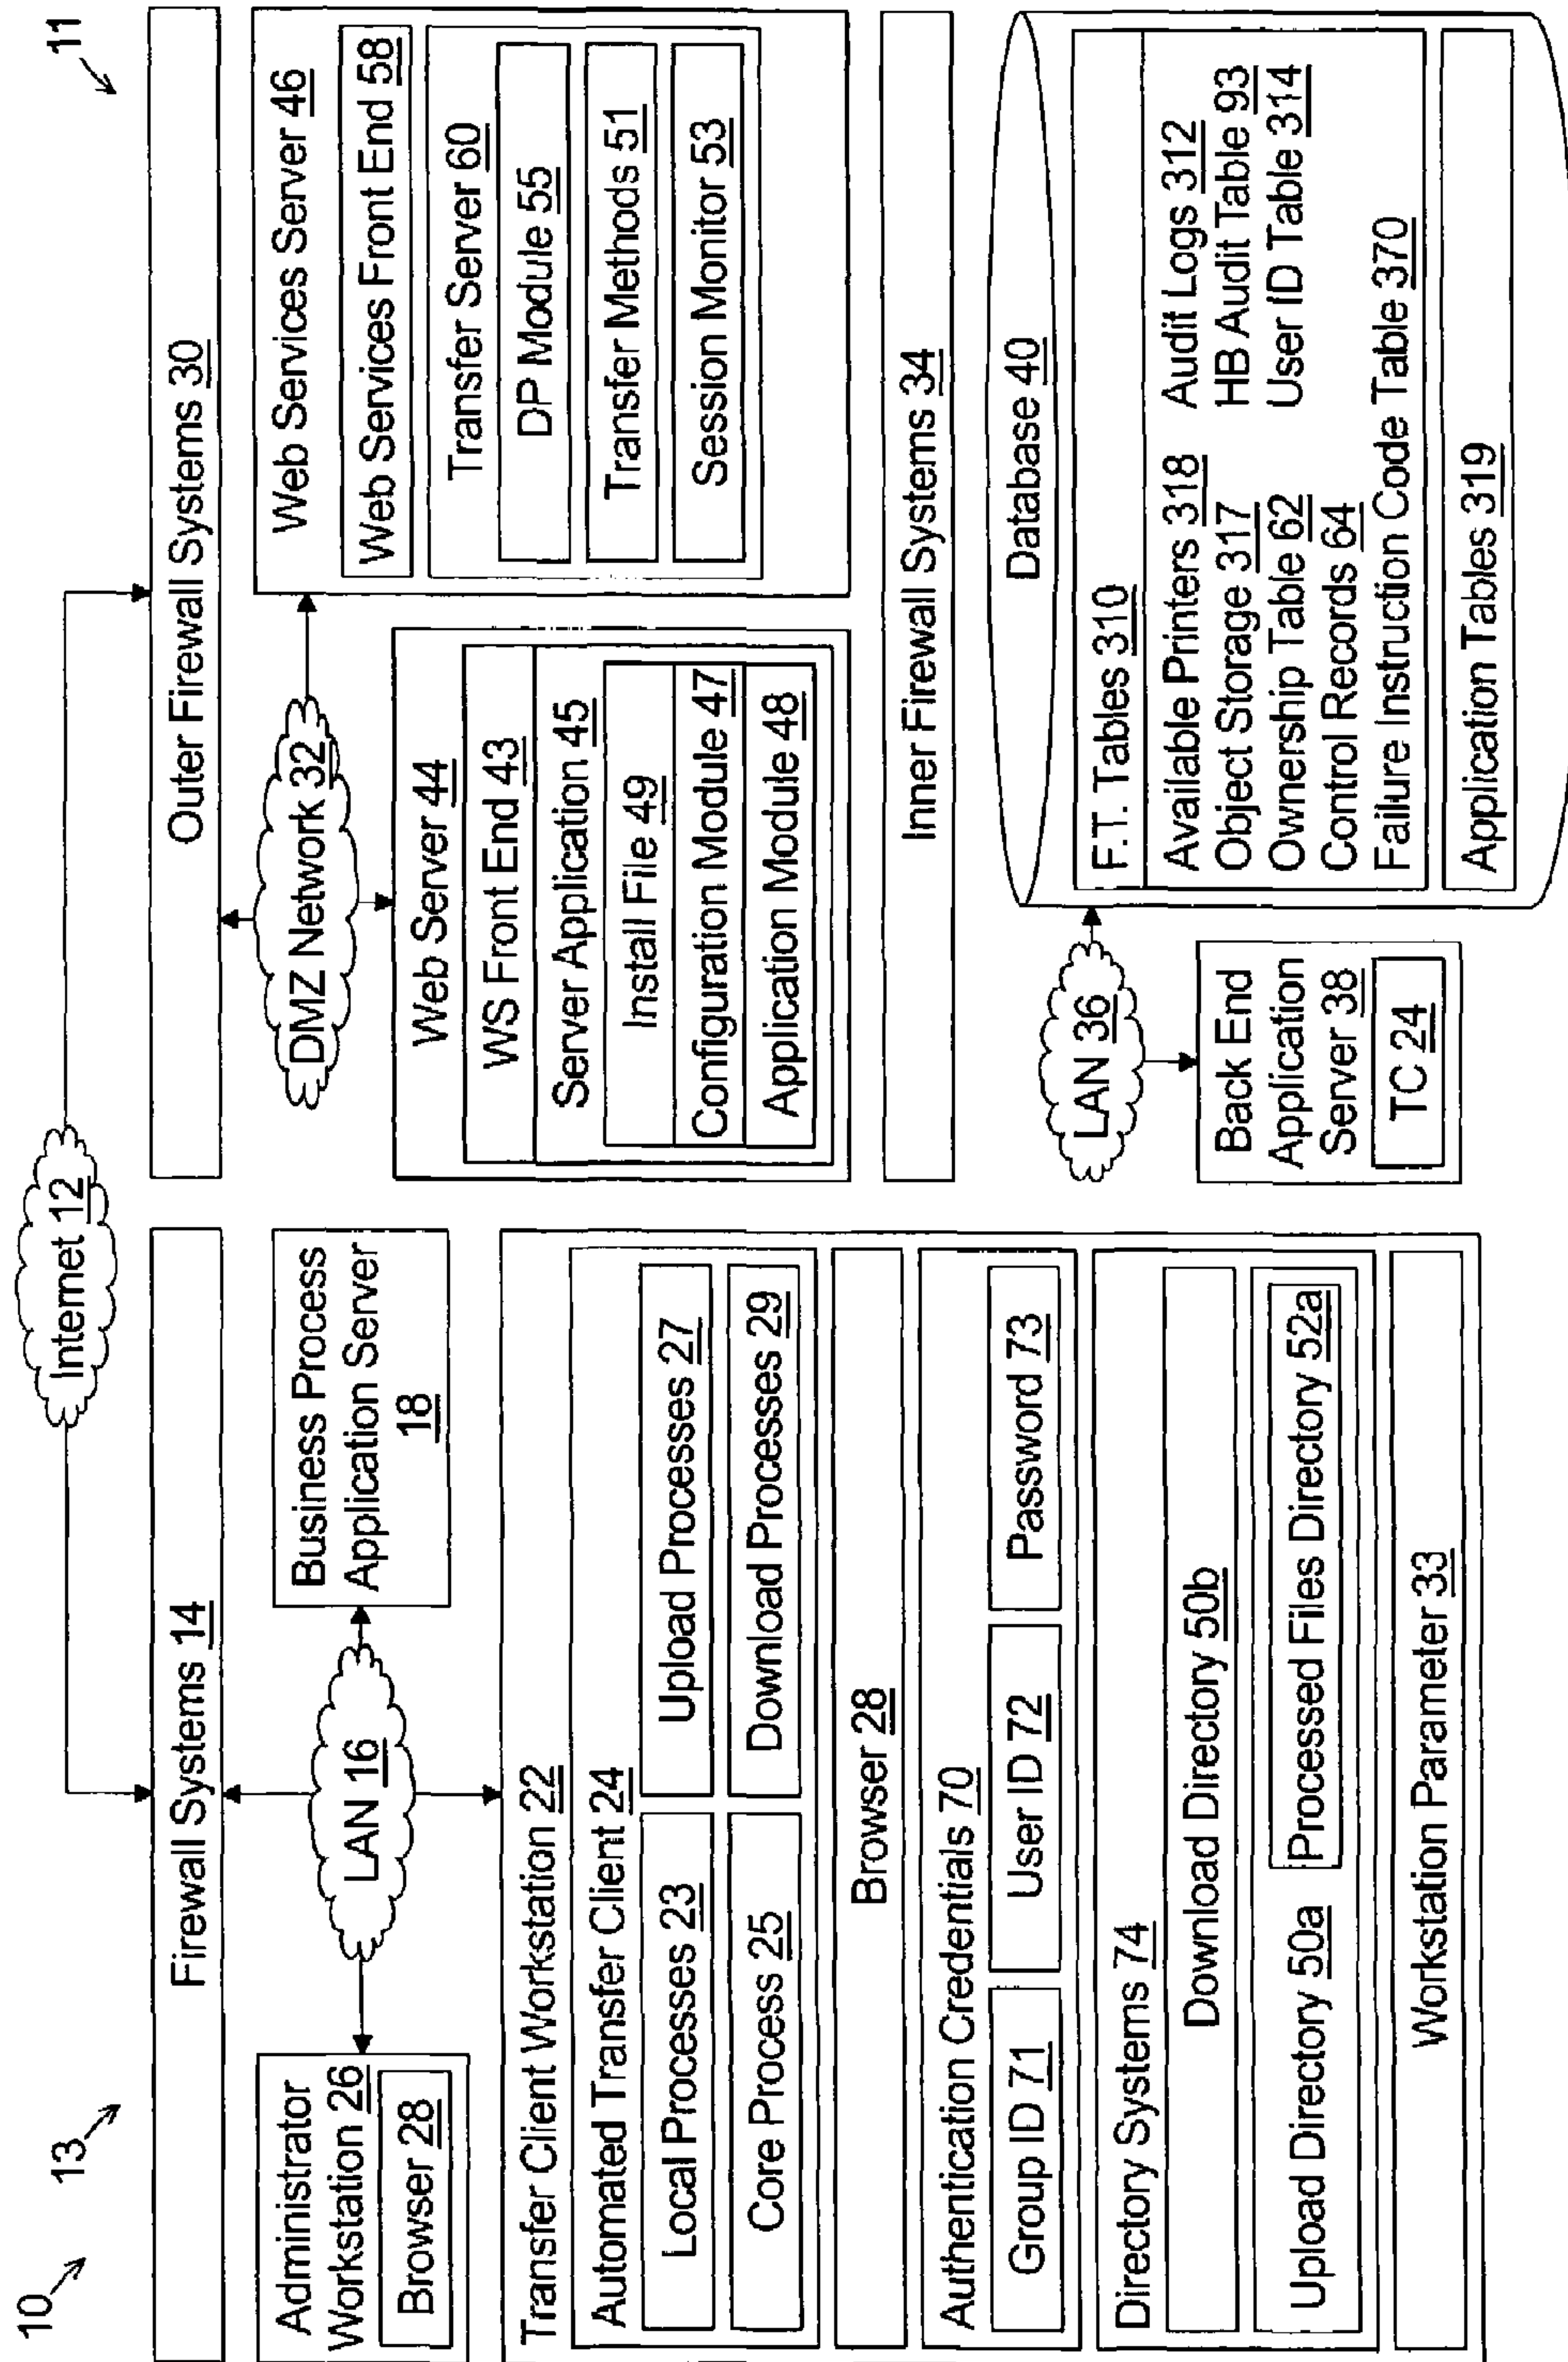 10
13
11
Internet 12
Firewall Systems 14
Administrator
Workstation 26
Browser 28
LAN 16
Business Process
Application Server
18
Transfer Client Workstation 22
Automated Transfer Client 24
Local Processes 23
Upload Processes 27
Core Process 25
Download Processes 29
Browser 28
Authentication Credentials 70
Group ID 71
User ID 72
Password 73
Directory Systems 74
Download Directory 50b
Upload Directory 50a
Processed Files Directory 52a
Workstation Parameter 33
Outer Firewall Systems 30
DMZ Network 32
Web Server 44
WS Front End 43
Server Application 45
Install File 49
Configuration Module 47
Application Module 48
Web Services Server 46
Web Services Front End 58
Transfer Server 60
DP Module 55
Transfer Methods 51
Session Monitor 53
Inner Firewall Systems 34
LAN 36
Back End
Application
Server 38
TC 24
Database 40
F.T. Tables 310
Available Printers 318
Audit Logs 312
Object Storage 317
HB Audit Table 93
Ownership Table 62
User ID Table 314
Control Records 64
Failure Instruction Code Table 370
Application Tables 319